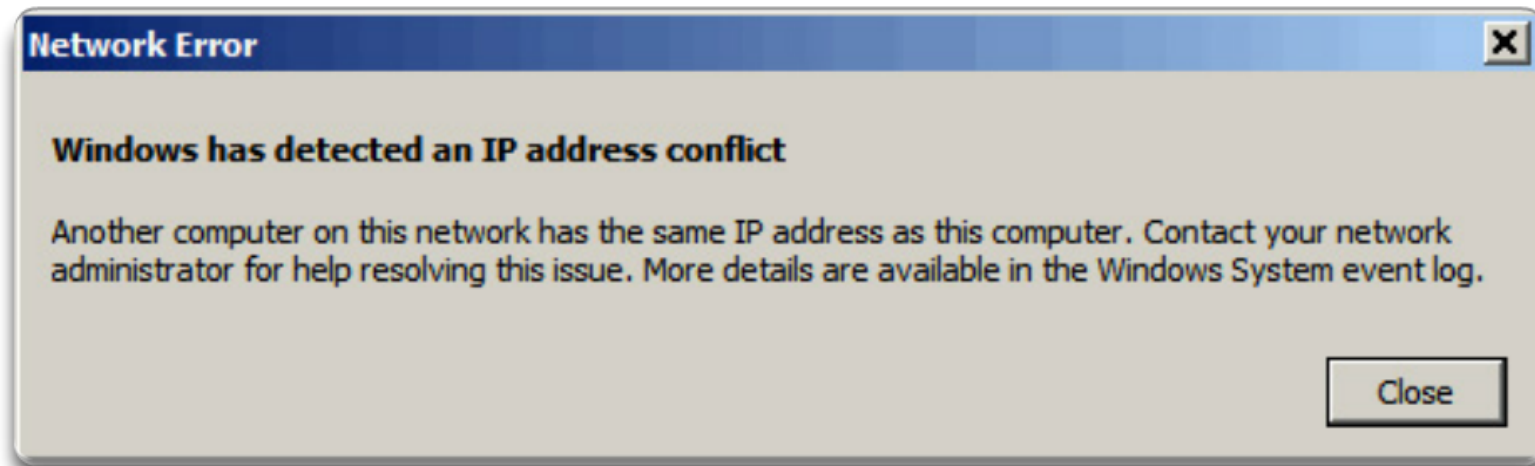 Network Error
Windows has detected an IP address conflict
Another computer on this network has the same IP address as this computer. Contact your network
administrator for help resolving this issue. More details are available in the Windows System event log.
Close